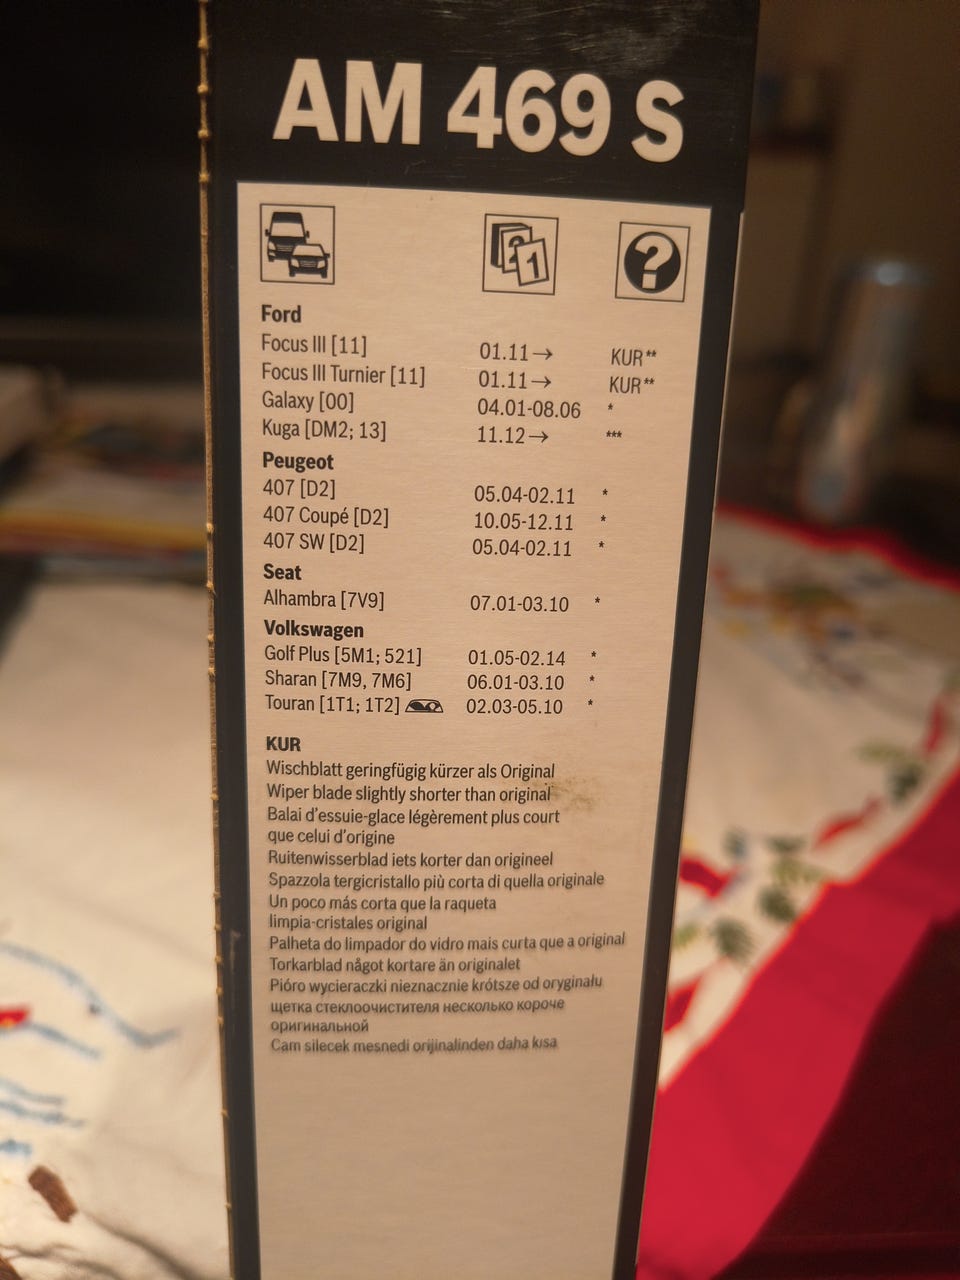 AM 469 S
21
?
Ford
Focus III [11] 01.11→ KUR**
Focus III Turnier [11] 01.11→ KUR**
Galaxy [00] 04.01-08.06 *
Kuga [DM2; 13] 11.12→ ***
Peugeot
407 [D2] 05.04-02.11 *
407 Coupé [D2] 10.05-12.11 *
407 SW [D2] 05.04-02.11 *
Seat
Alhambra [7V9] 07.01-03.10 *
Volkswagen
Golf Plus [5M1; 521] 01.05-02.14 *
Sharan [7M9, 7M6] 06.01-03.10 *
Touran [1T1; 1T2] 02.03-05.10 *
KUR
Wischblatt geringfügig kürzer als Original
Wiper blade slightly shorter than original
Balai d'essuie-glace légèrement plus court
que celui d'origine
Ruitenwisserblad iets korter dan origineel
Spazzola tergicristallo più corta di quella originale
Un poco más corta que la raqueta
limpia-cristales original
Palheta do limpador do vidro mais curta que a original
Torkarblad något kortare än originalet
Pióro wycieraczki nieznacznie krótsze od oryginału
щетка стеклоочистителя несколько короче
оригинальной
Cam silecek mesnedi orijinalinden daha kısa